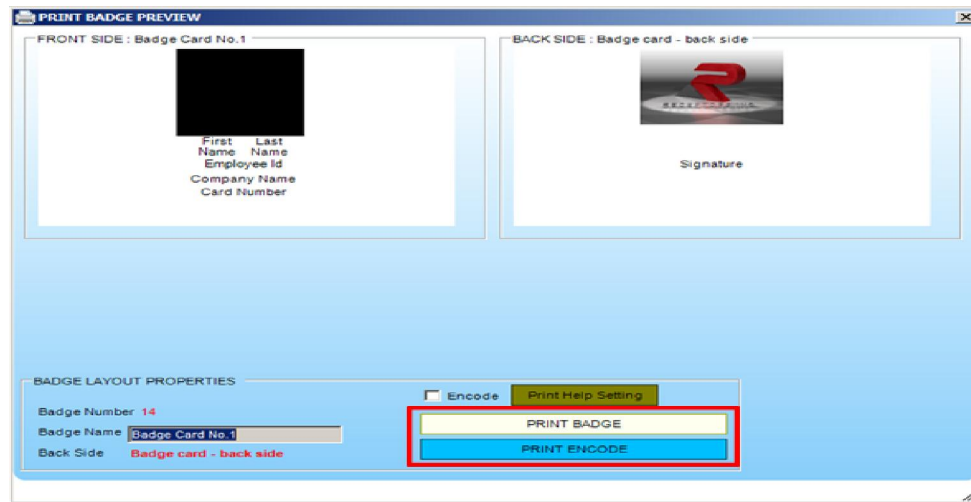 PRINT BADGE PREVIEW
FRONT SIDE : Badge Card No.1
First Last
Name Name
Employee Id
Company Name
Card Number
BACK SIDE : Badge card - back side
Signature
BADGE LAYOUT PROPERTIES
Badge Number 14
Badge Name Badge Card No.1
Back Side Badge card - back side
Encode Print Help Setting
PRINT BADGE
PRINT ENCODE